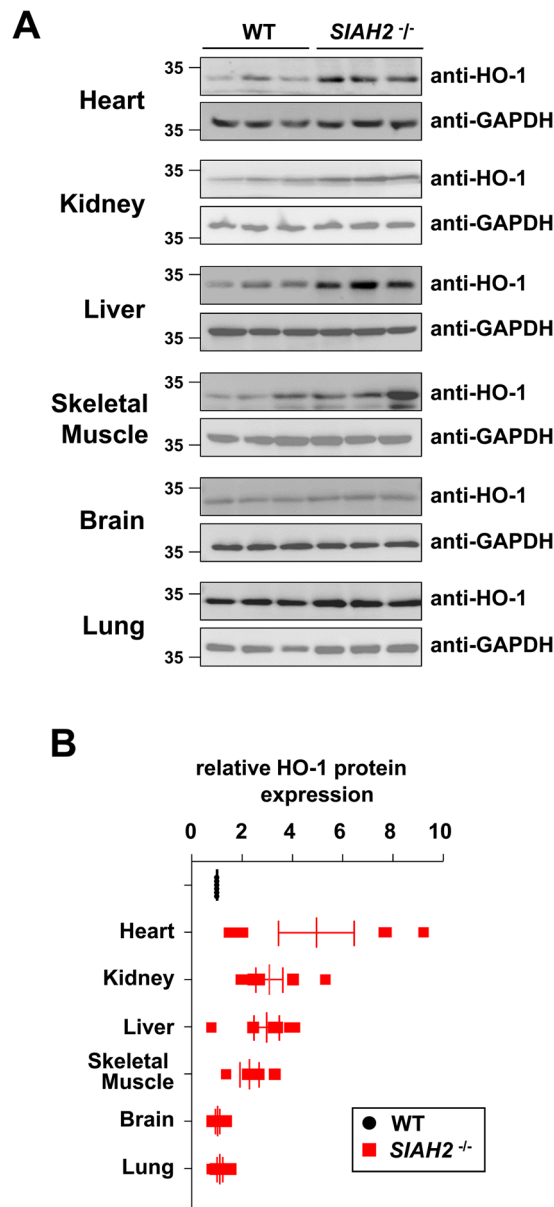 A
WT SIAH2 -/-
Heart
35 anti-HO-1
35 anti-GAPDH
Kidney
35 anti-HO-1
35 anti-GAPDH
Liver
35 anti-HO-1
35 anti-GAPDH
Skeletal
Muscle
35 anti-HO-1
35 anti-GAPDH
Brain
35 anti-HO-1
35 anti-GAPDH
Lung
35 anti-HO-1
35 anti-GAPDH
B
relative HO-1 protein
expression
0 2 4 6 8 10
Heart
Kidney
Liver
Skeletal
Muscle
Brain
Lung
WT
SIAH2 -/-